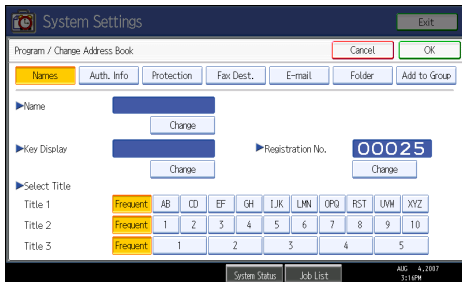 System Settings Exit
Program / Change Address Book Cancel OK
Names Auth. Info Protection Fax Dest. E-mail Folder Add to Group
▶Name
Change
▶Key Display ▶Registration No. 00025
Change Change
▶Select Title
Title 1 Frequent AB CD EF GH IJK LMN OPQ RST UVW XYZ
Title 2 Frequent 1 2 3 4 5 6 7 8 9 10
Title 3 Frequent 1 2 3 4 5
System Status Job List AUG 4,2007
3:16PM